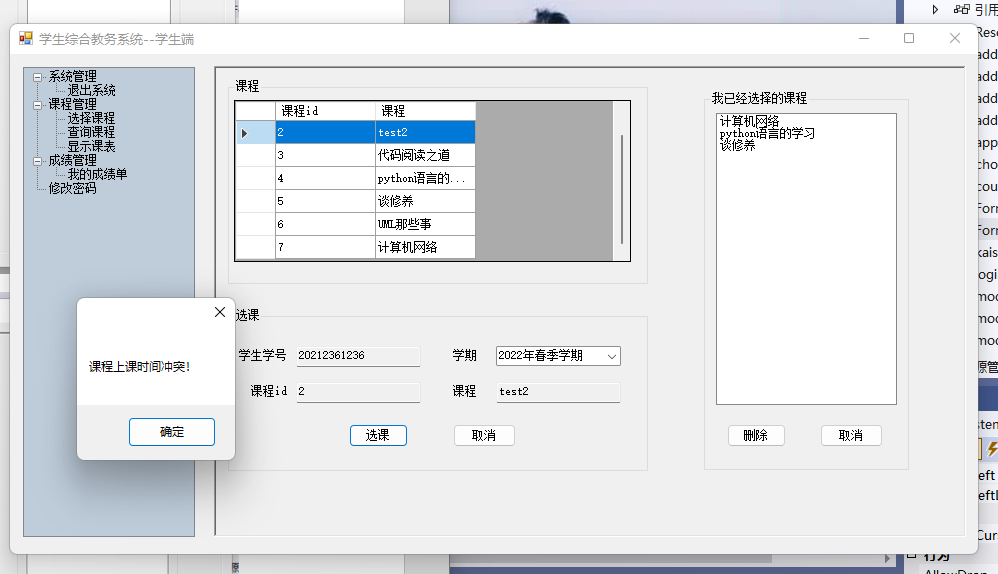 学生综合教务系统--学生端
系统管理
退出系统
课程管理
选择课程
查询课程
显示课表
成绩管理
我的成绩单
修改密码
课程
课程id 课程
2 test2
3 代码阅读之道
4 python语言的...
5 谈修养
6 UML那些事
7 计算机网络
选课
学生学号 20212361236 学期 2022年春季学期
课程id 2 课程 test2
选课 取消
我已经选择的课程
计算机网络
python语言的学习
谈修养
删除 取消
课程上课时间冲突!
确定
引用
Res
add
add
add
add
app
cho
cou
Forr
Forr
kais
ogi
moo
moo
moo
原管
sten
eft
eftl
Curs
行为
AllowDrop